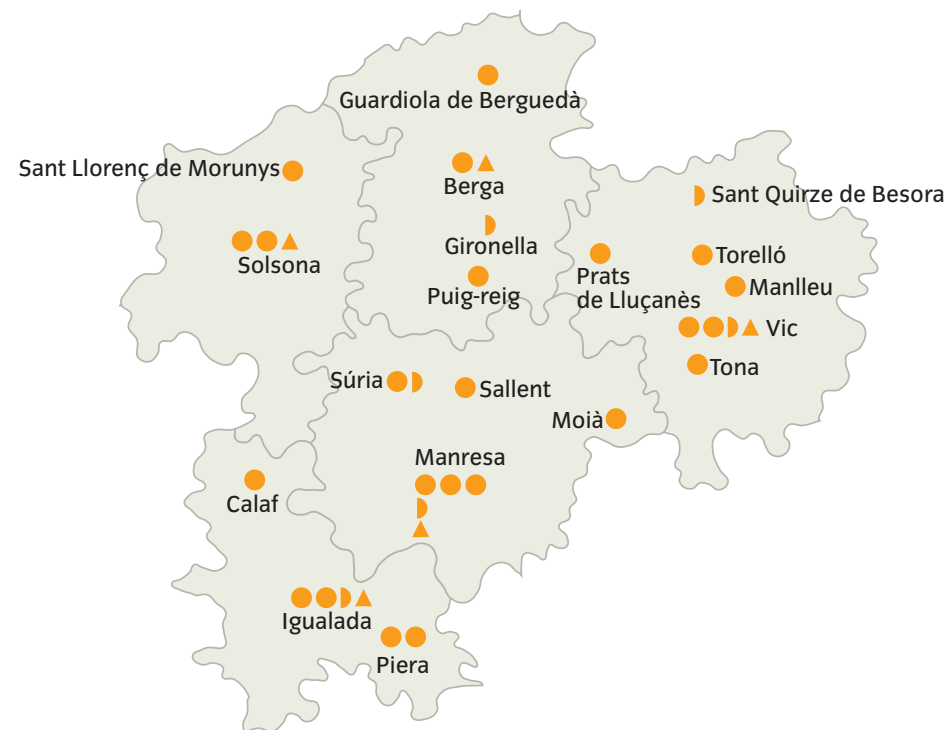 Guardiola de Berguedà
Sant Llorenç de Morunys
Berga
Sant Quirze de Besora
Solsona
Gironella
Torelló
Prats
de Lluçanès
Manlleu
Puig-reig
Vic
Tona
Súria
Sallent
Moià
Manresa
Calaf
Igualada
Piera